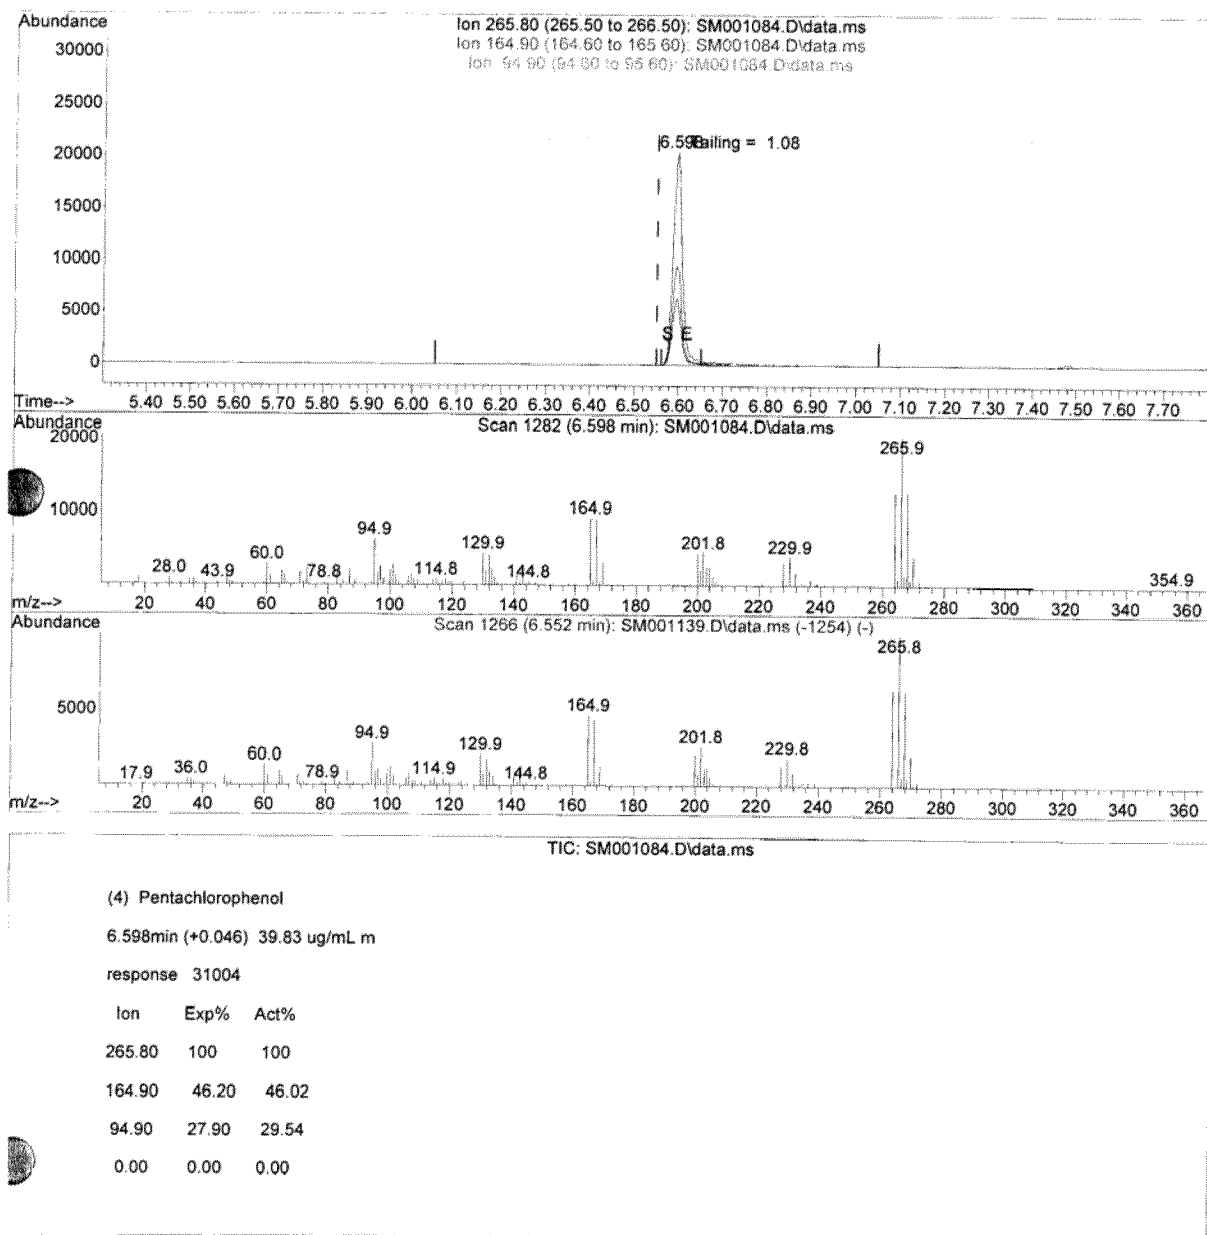 Abundance
Ion 265.80 (265.50 to 266.50): SM001084.D\data.ms
Ion 164.90 (164.60 to 165.60): SM001084.D\data.ms
Ion 94.90 (94.60 to 95.60): SM001084.D\data.ms
30000
25000
20000
15000
10000
5000
0
6.598 Tailing = 1.08
S E
Time--> 5.40 5.50 5.60 5.70 5.80 5.90 6.00 6.10 6.20 6.30 6.40 6.50 6.60 6.70 6.80 6.90 7.00 7.10 7.20 7.30 7.40 7.50 7.60 7.70
Abundance
Scan 1282 (6.598 min): SM001084.D\data.ms
20000
10000
28.0 43.9 60.0 78.8 94.9 114.8 129.9 144.8 164.9 201.8 229.9 265.9 354.9
m/z--> 20 40 60 80 100 120 140 160 180 200 220 240 260 280 300 320 340 360
Abundance
Scan 1266 (6.552 min): SM001139.D\data.ms (-1254) (-)
5000
17.9 36.0 60.0 78.9 94.9 114.9 129.9 144.8 164.9 201.8 229.8 265.8
m/z--> 20 40 60 80 100 120 140 160 180 200 220 240 260 280 300 320 340 360
TIC: SM001084.D\data.ms
(4) Pentachlorophenol
6.598min (+0.046) 39.83 ug/mL m
response 31004
Ion Exp% Act%
265.80 100 100
164.90 46.20 46.02
94.90 27.90 29.54
0.00 0.00 0.00